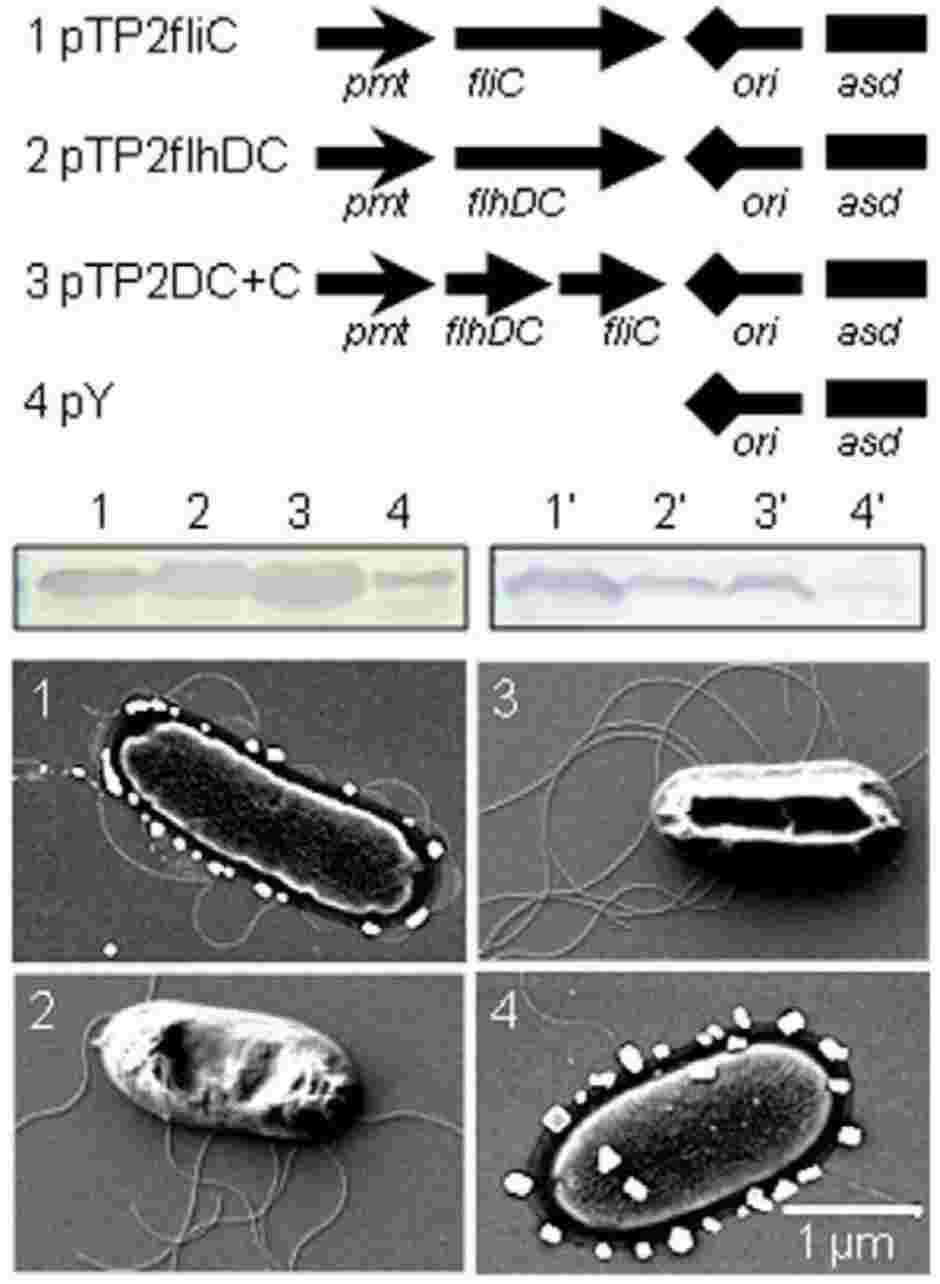 1 pTP2fliC
pmt fliC ori asd
2 pTP2flhDC
pmt flhDC ori asd
3 pTP2DC+C
pmt flhDC fliC ori asd
4 pY
ori asd
1 2 3 4 1' 2' 3' 4'
1 3
2 4
1 µm